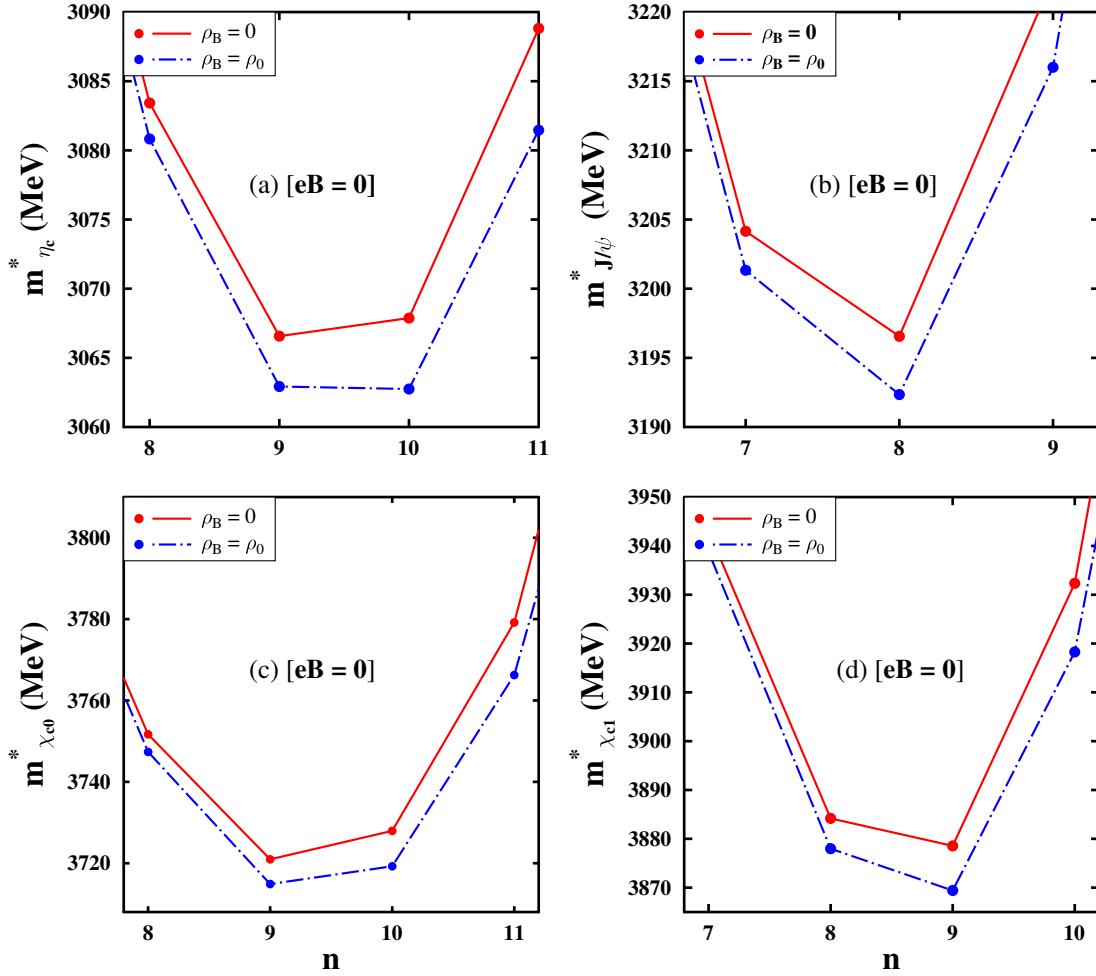 3090
3085
3080
3075
3070
3065
3060
8 9 10 11
m* ηc (MeV)
ρB = 0
ρB = ρ0
(a) [eB = 0]
3220
3215
3210
3205
3200
3195
3190
7 8 9
m* J/ψ (MeV)
ρB = 0
ρB = ρ0
(b) [eB = 0]
3800
3780
3760
3740
3720
8 9 10 11
m* χc0 (MeV)
n
ρB = 0
ρB = ρ0
(c) [eB = 0]
3950
3940
3930
3920
3910
3900
3890
3880
3870
7 8 9 10
m* χc1 (MeV)
n
ρB = 0
ρB = ρ0
(d) [eB = 0]